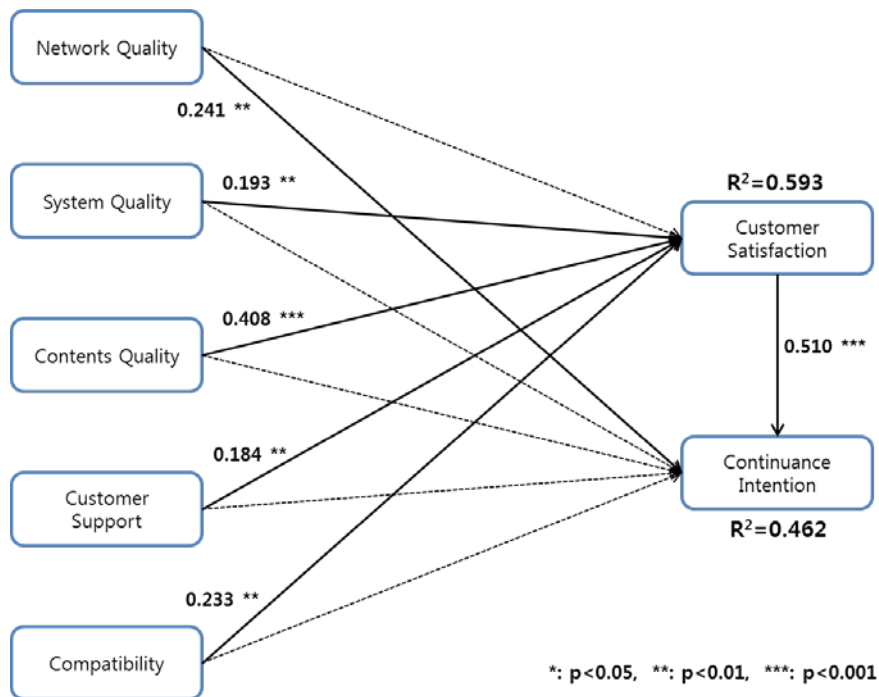 Network Quality
0.241 **
System Quality
0.193 **
R²=0.593
Customer
Satisfaction
Contents Quality
0.408 ***
0.510 ***
Customer
Support
0.184 **
Continuance
Intention
R²=0.462
Compatibility
0.233 **
*: p<0.05, **: p<0.01, ***: p<0.001